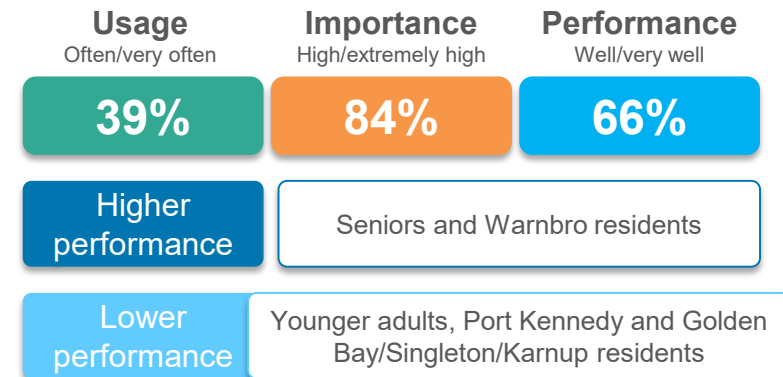 Usage
Often/very often
39%
Importance
High/extremely high
84%
Performance
Well/very well
66%
Higher
performance
Seniors and Warnbro residents
Lower
performance
Younger adults, Port Kennedy and Golden
Bay/Singleton/Karnup residents